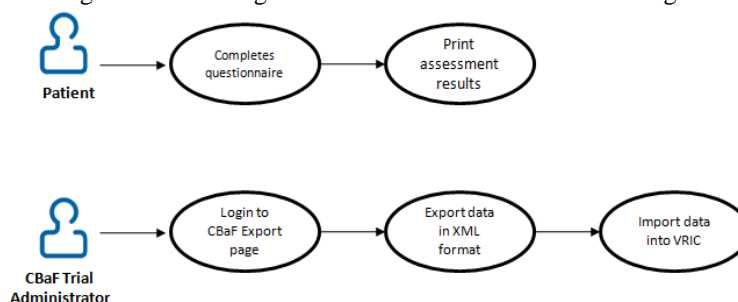 Completes
questionnaire
Print
assessment
results
Patient
Login to
CBaF Export
page
Export data
in XML
format
Import data
into VRIC
CBaF Trial
Administrator